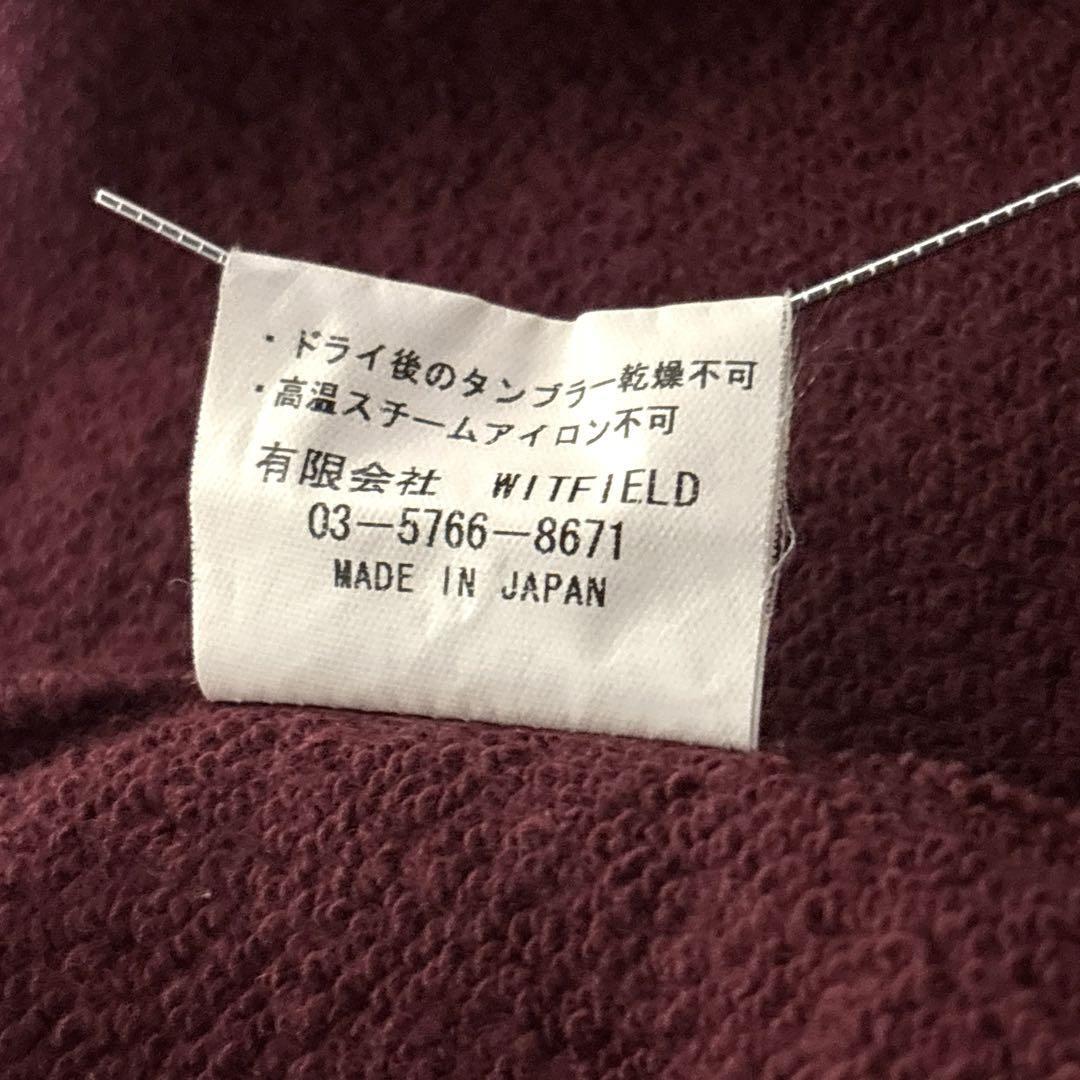 ・ドライ後のタンブラー乾燥不可
・高温スチームアイロン不可
有限会社 WITFIELD
03-5766-8671
MADE IN JAPAN